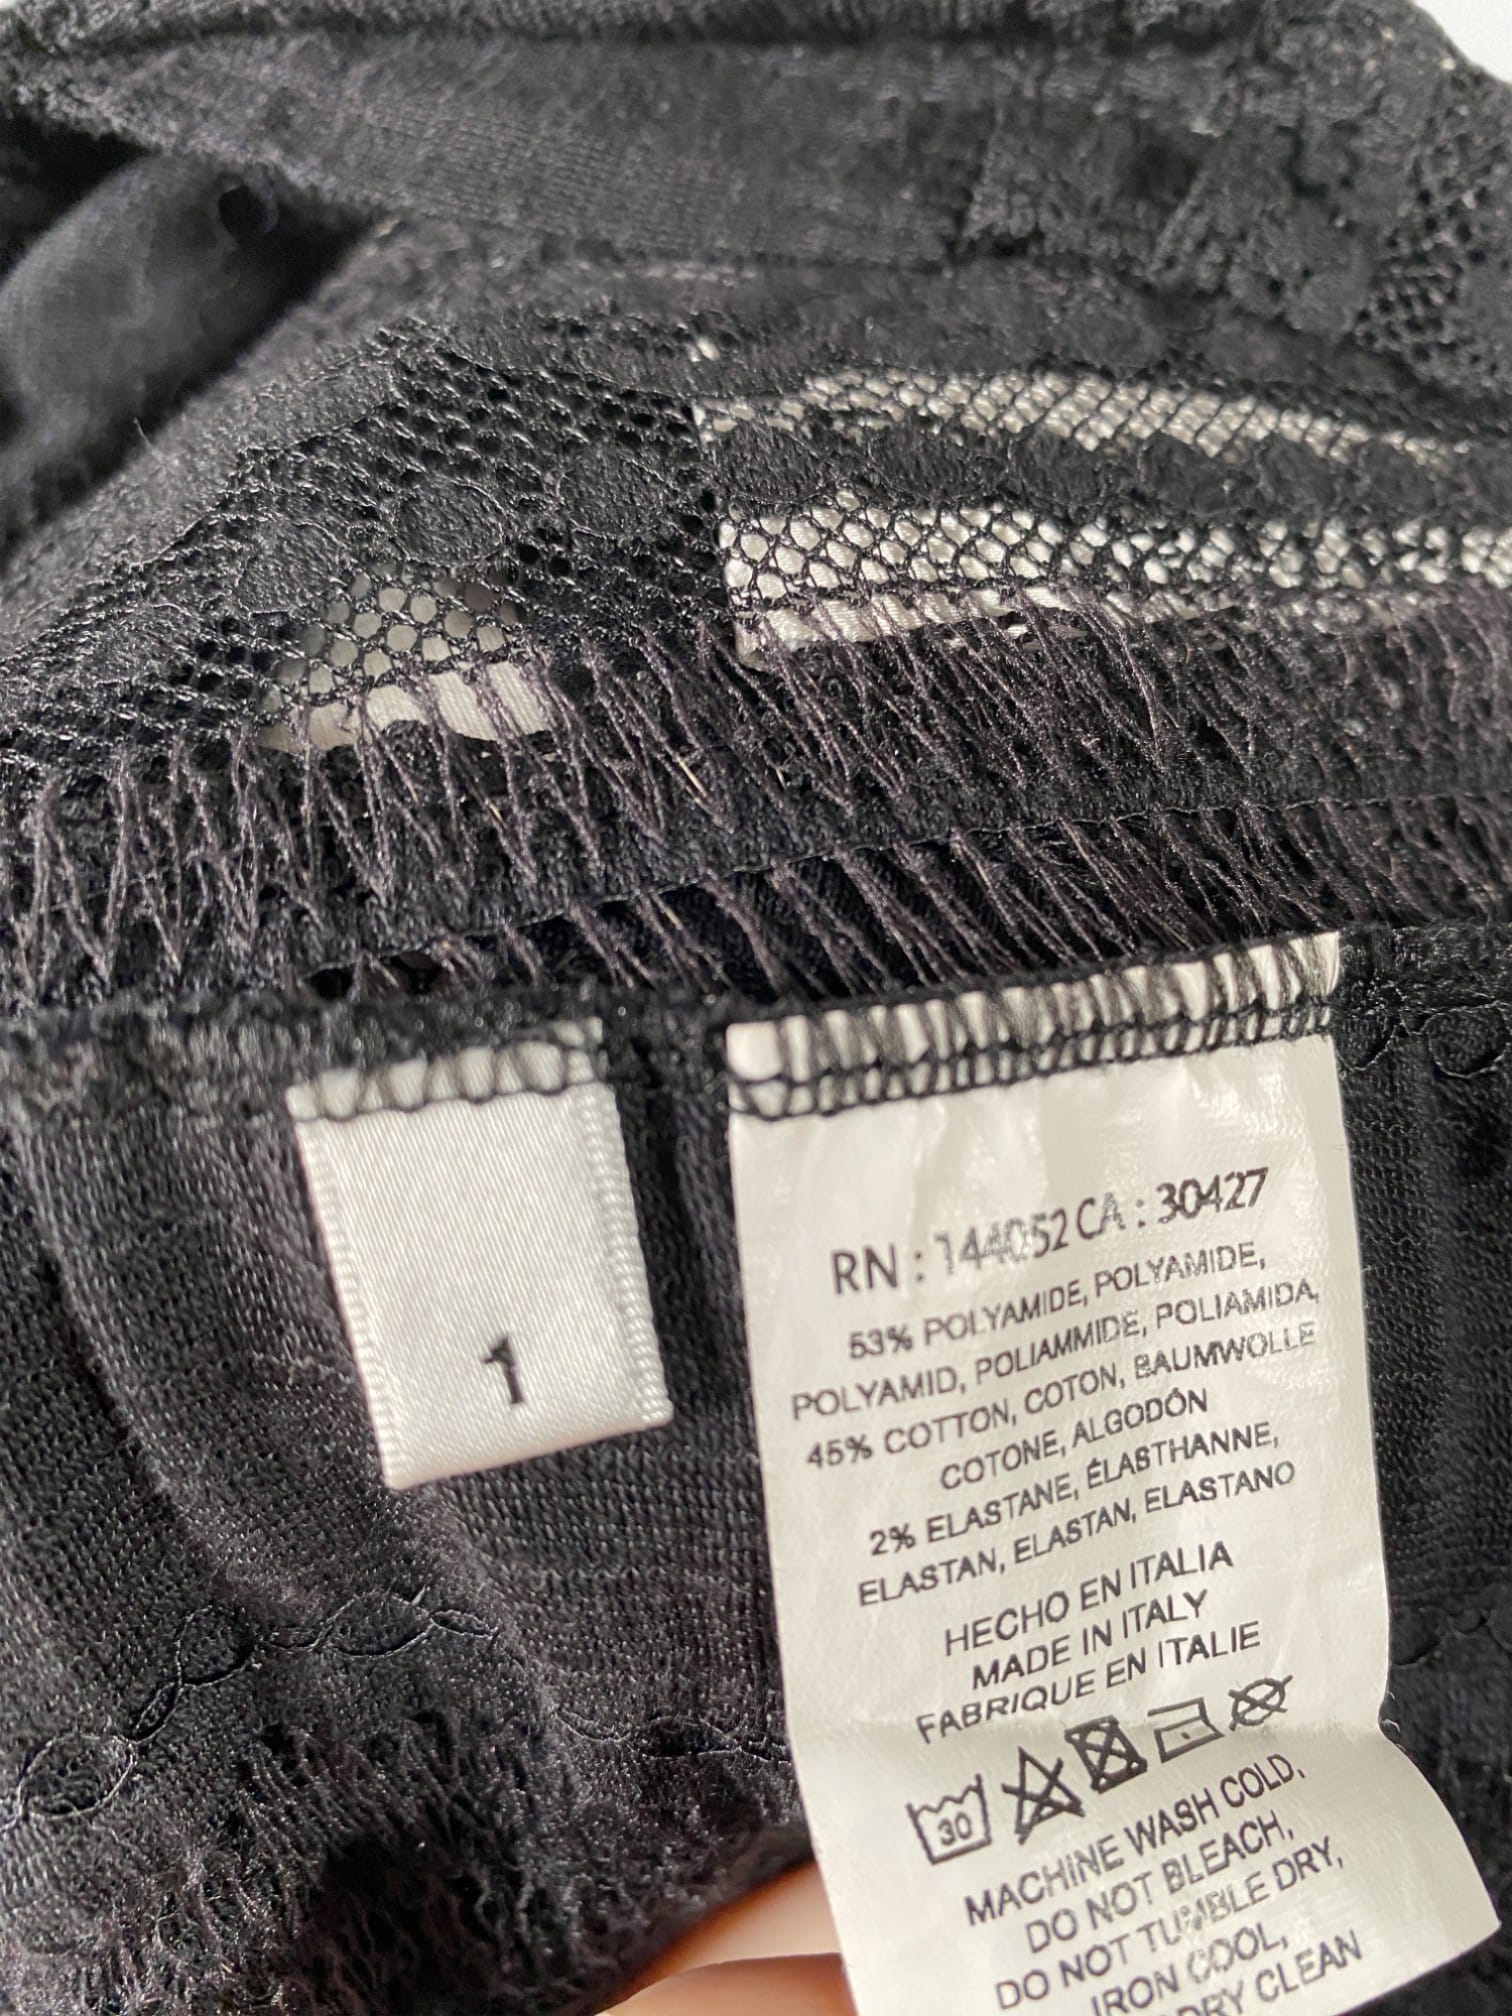 1
RN : 144052 CA : 30427
53% POLYAMIDE, POLYAMIDE,
POLYAMID, POLIAMMIDE, POLIAMIDA,
45% COTTON, COTON, BAUMWOLLE
COTONE, ALGODÓN
2% ELASTANE, ÉLASTHANNE,
ELASTAN, ELASTAN, ELASTANO
HECHO EN ITALIA
MADE IN ITALY
FABRIQUE EN ITALIE
30
MACHINE WASH COLD,
DO NOT BLEACH,
DO NOT TUMBLE DRY,
IRON COOL,
DRY CLEAN